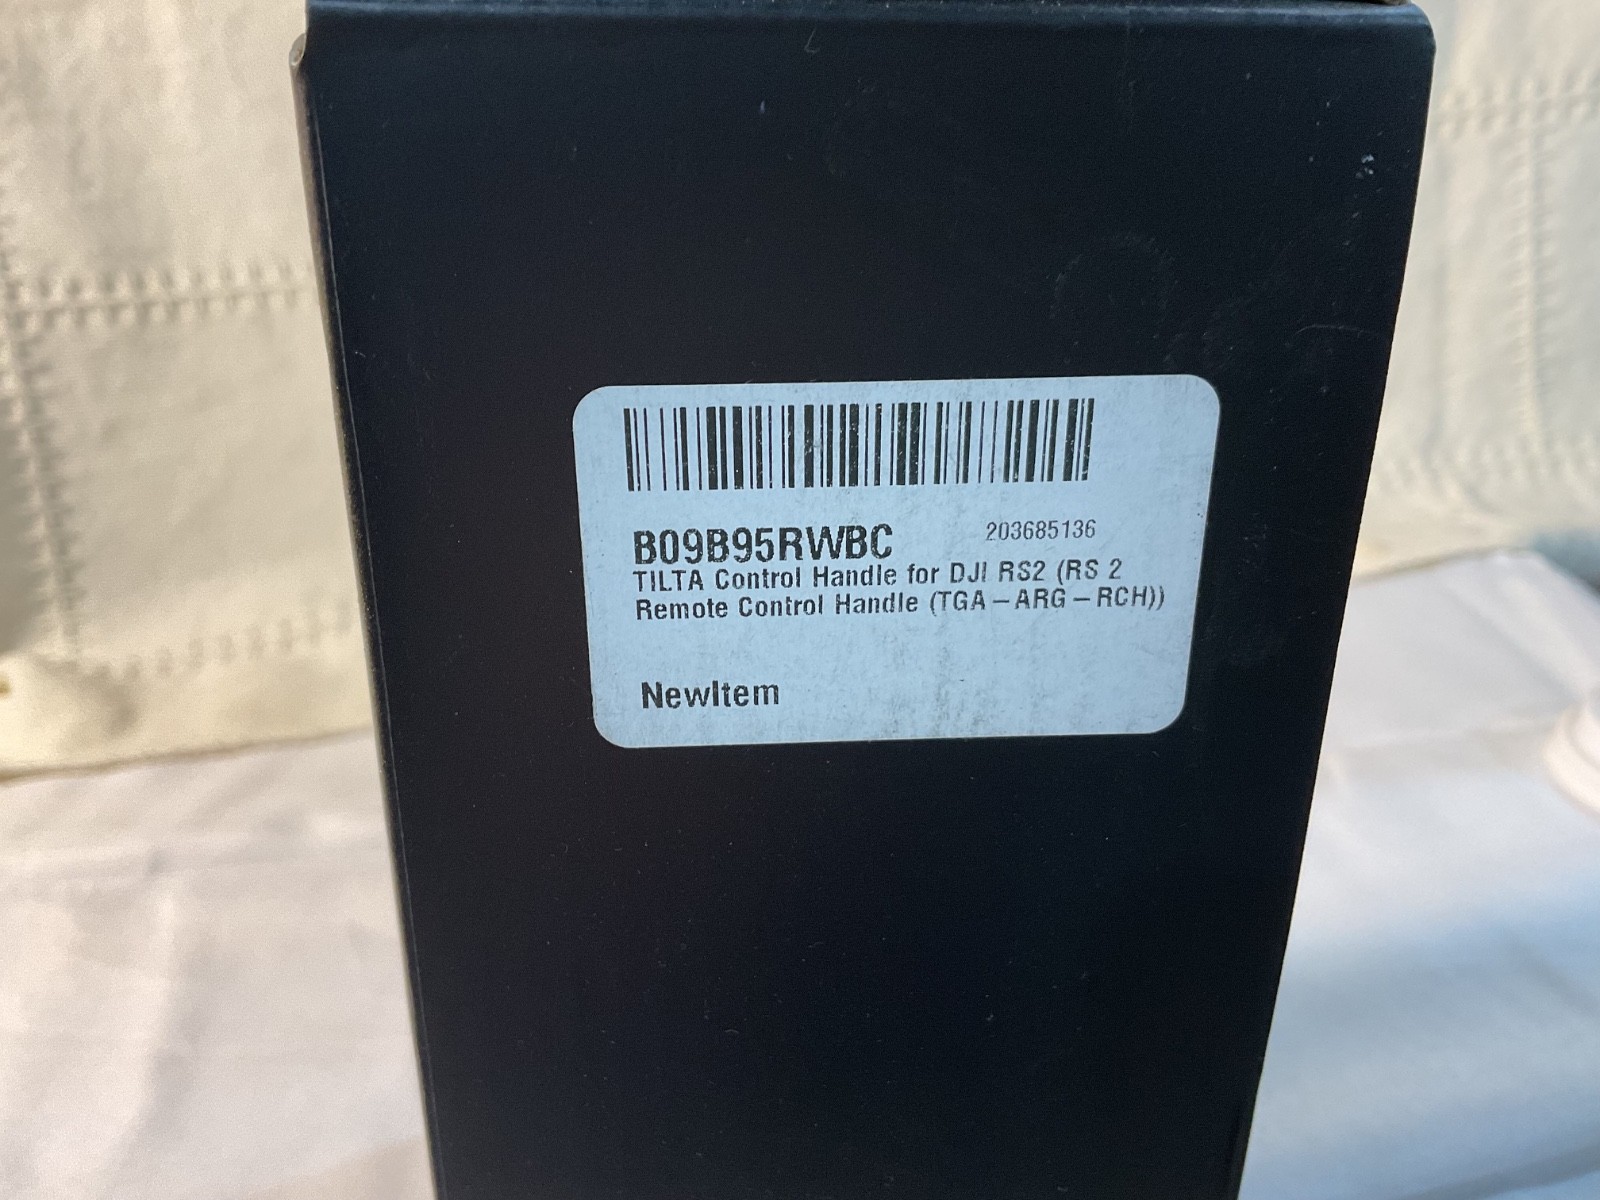 B09B95RWBC 203685136
TILTA Control Handle for DJI RS2 (RS 2
Remote Control Handle (TGA-ARG-RCH))
NewItem